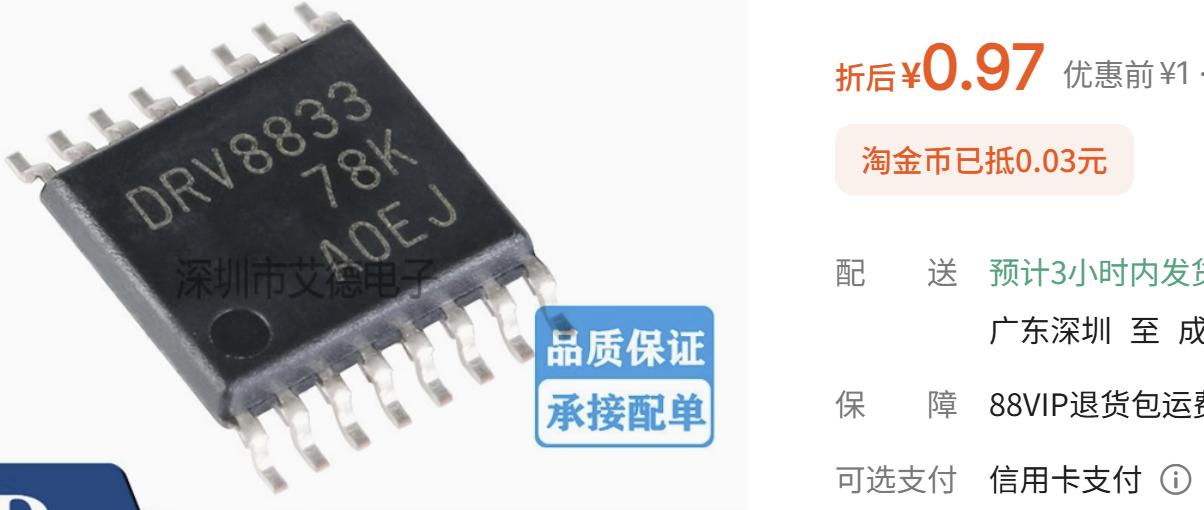 DRV8833
78K
A0EJ
深圳市艾德电子
品质保证
承接配单
折后¥0.97 优惠前¥1
淘金币已抵0.03元
配送 预计3小时内发货
广东深圳 至 成
保障 88VIP退货包运费
可选支付 信用卡支付